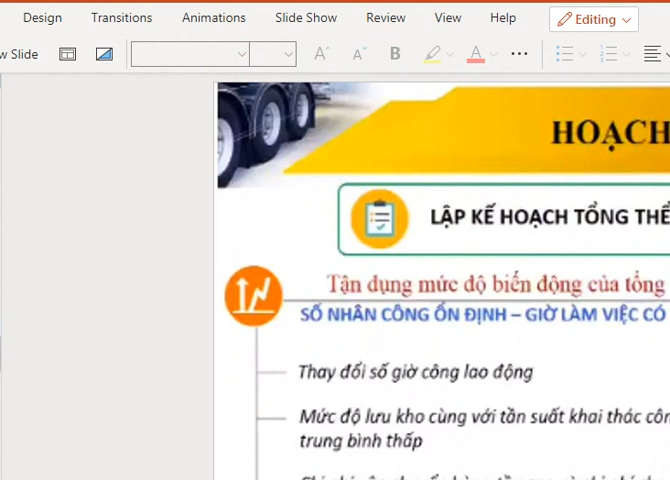 Design Transitions Animations Slide Show Review View Help Editing
Slide A A B A
HOẠCH
LẬP KẾ HOẠCH TỔNG THỂ
Tận dụng mức độ biến động của tổng
SỐ NHÂN CÔNG ỔN ĐỊNH – GIỜ LÀM VIỆC CÓ
Thay đổi số giờ công lao động
Mức độ lưu kho cùng với tần suất khai thác
trung bình thấp